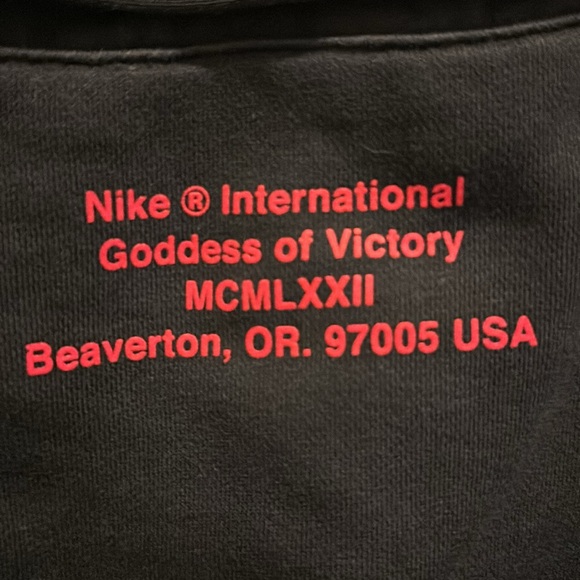 Nike ® International
Goddess of Victory
MCMLXXII
Beaverton, OR. 97005 USA